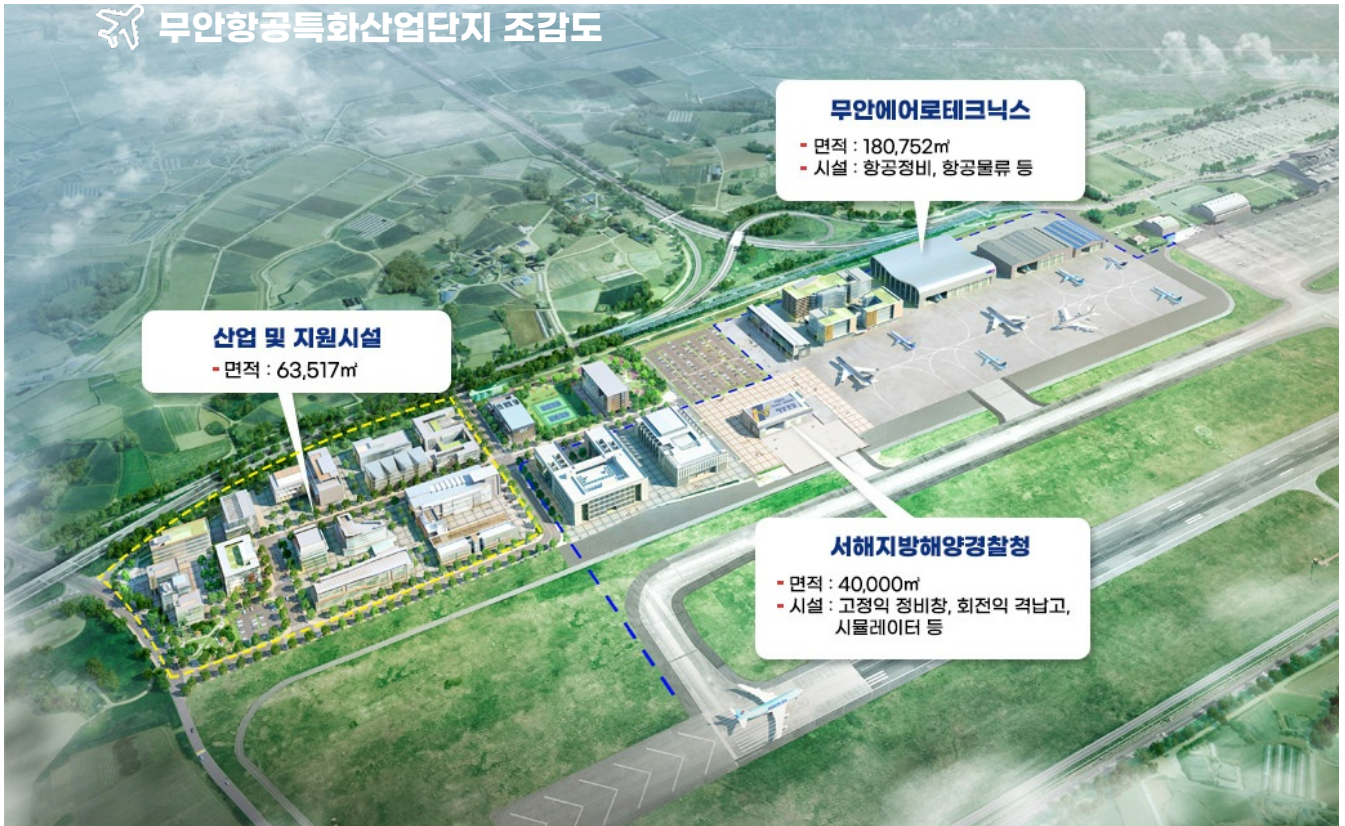 무안항공특화산업단지 조감도
무안에어로테크닉스
- 면적 : 180,752㎡
- 시설 : 항공정비, 항공물류 등
산업 및 지원시설
- 면적 : 63,517㎡
서해지방해양경찰청
- 면적 : 40,000㎡
- 시설 : 고정익 정비창, 회전익 격납고,
시뮬레이터 등